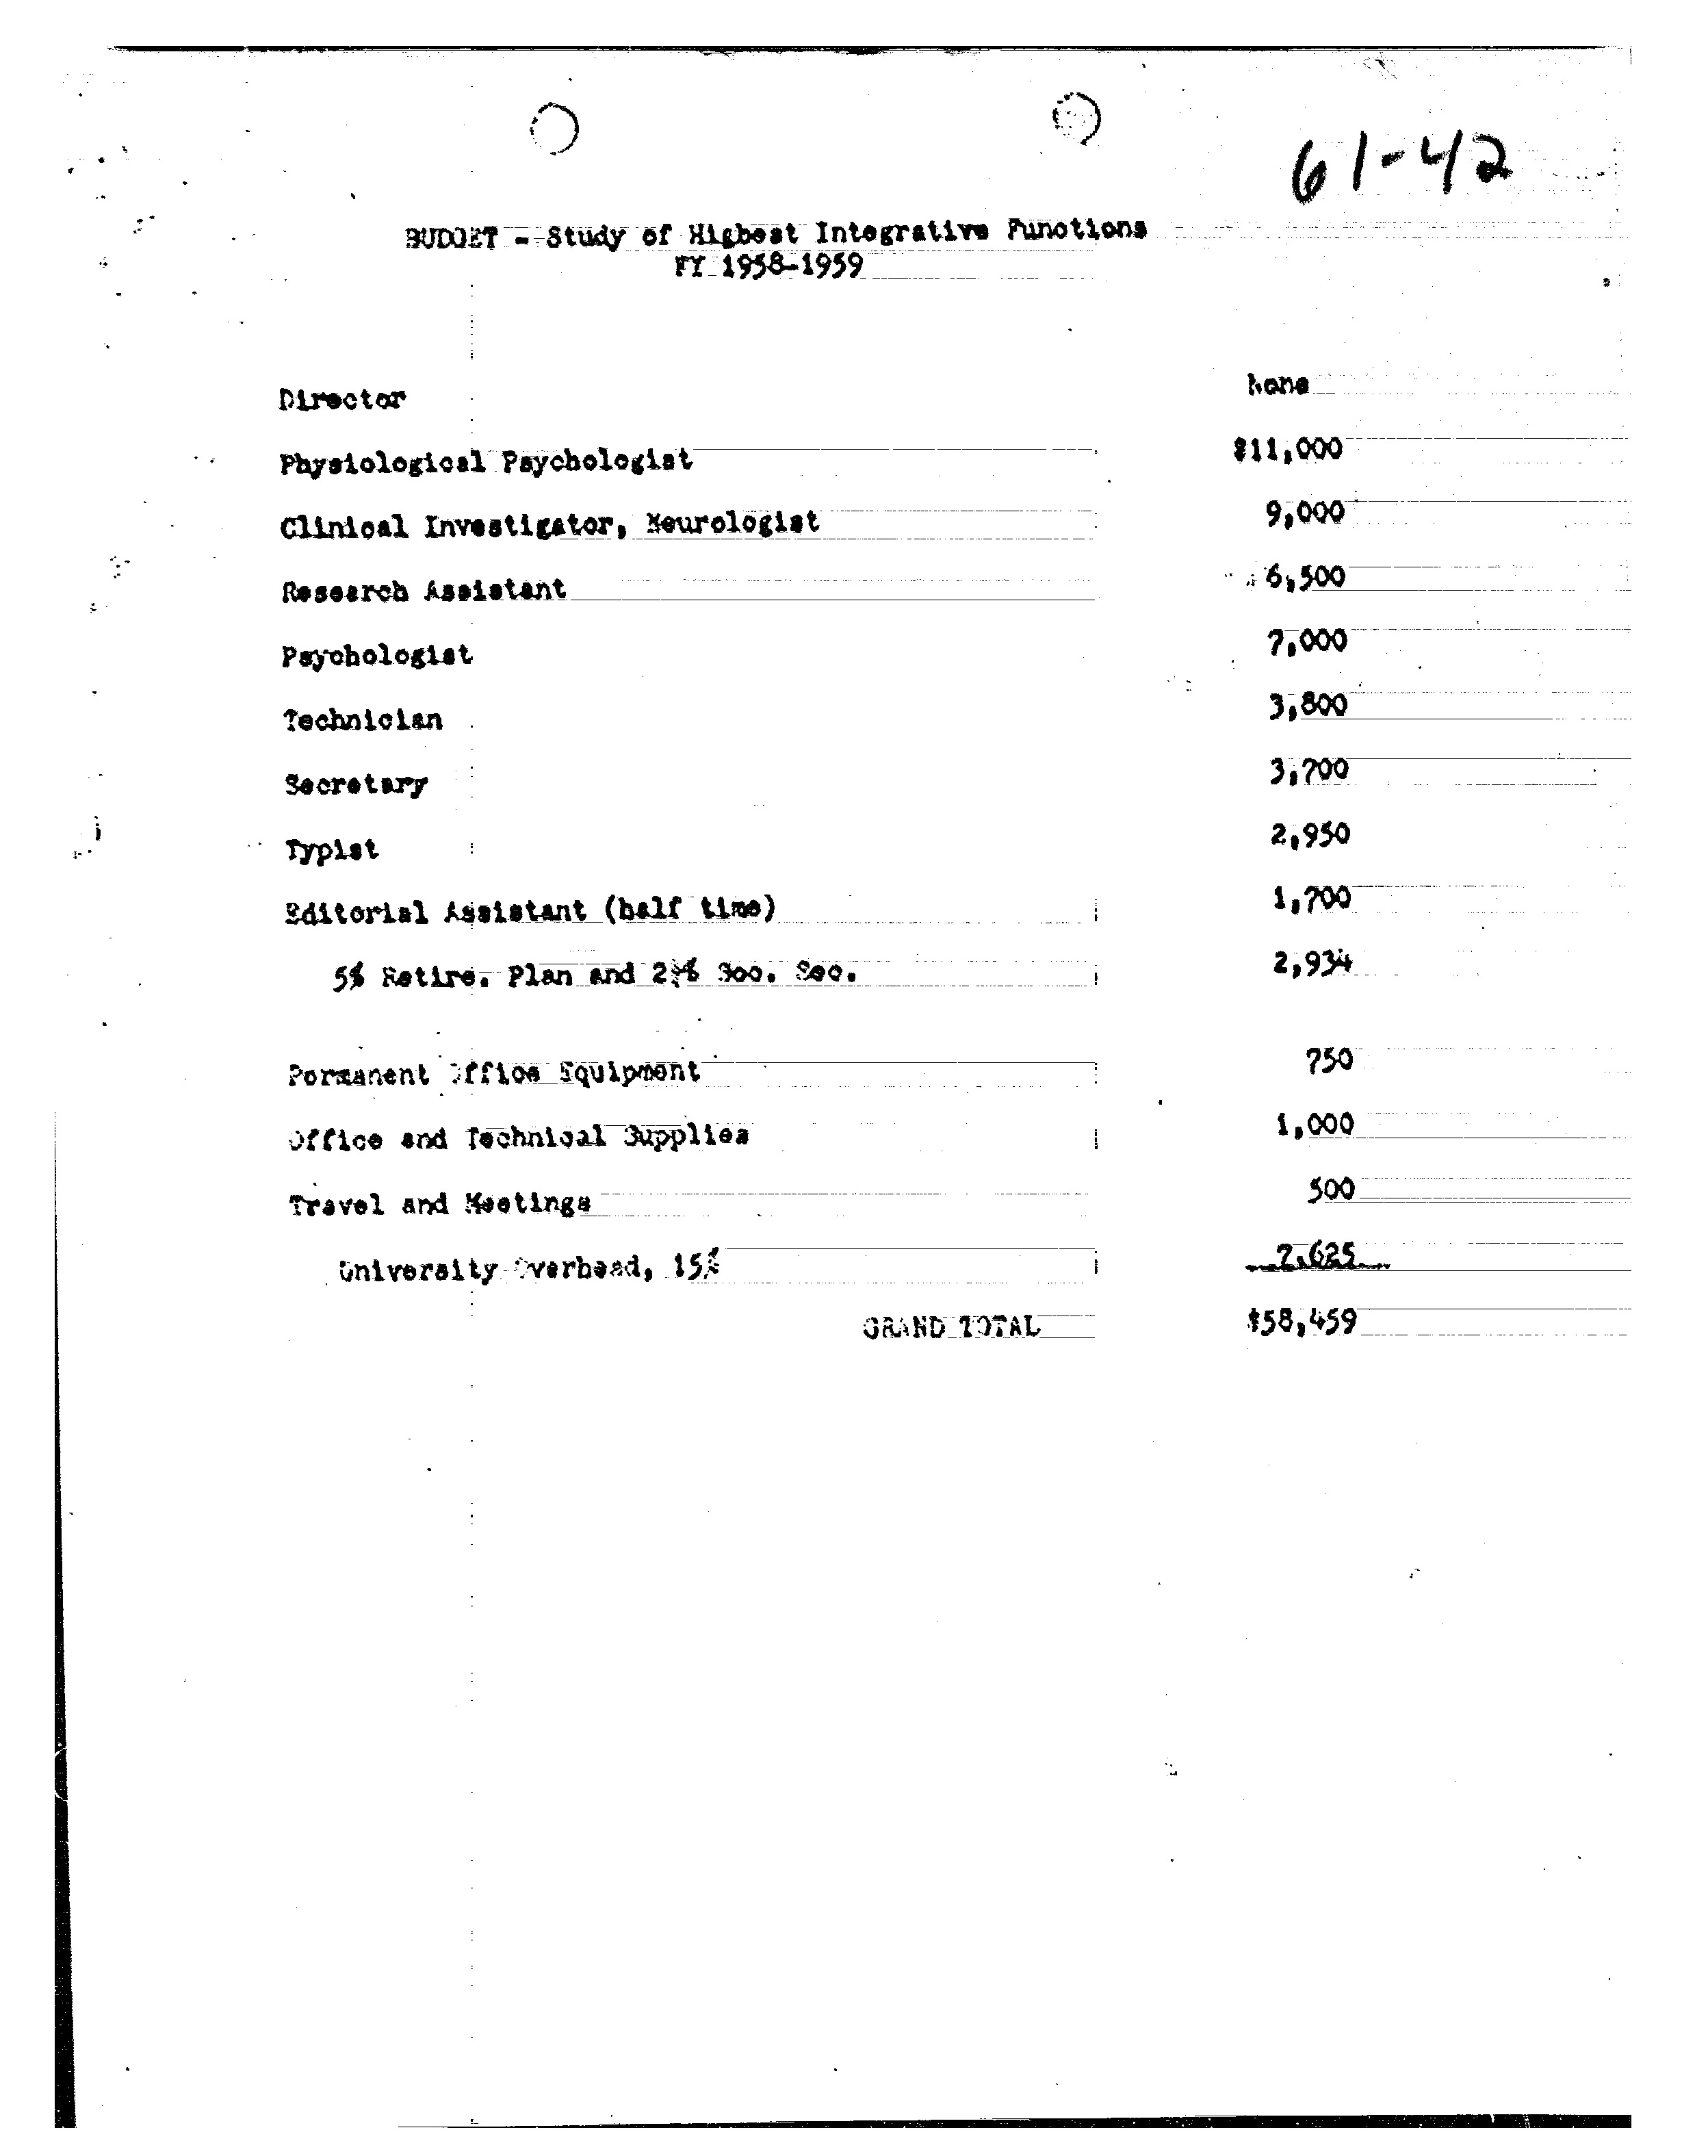 61-42
BUDGET - Study of Highest Integrative Functions
FY 1958-1959
Director None
Physiological Psychologist $11,000
Clinical Investigator, Neurologist 9,000
Research Assistant 6,500
Psychologist 7,000
Technician 3,800
Secretary 3,700
Typist 2,950
Editorial Assistant (half time) 1,700
5% Retire. Plan and Soc. Sec. 2,934
Permanent Office Equipment 750
Office and Technical Supplies 1,000
Travel and Meetings 500
University Overhead, 15% 7,625
GRAND TOTAL $58,459